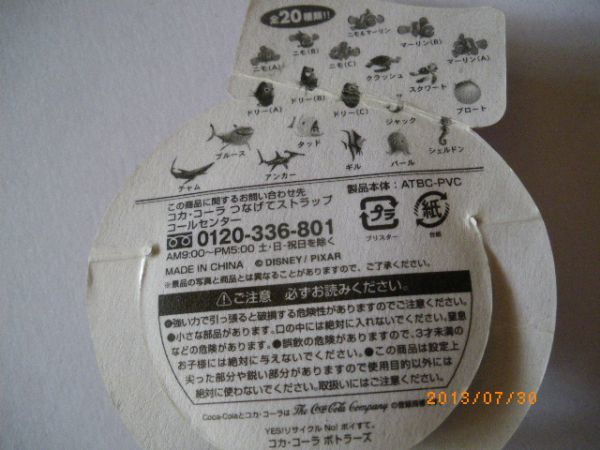 全20種類!!
ニモ&マーリン
ニモ(B)
マーリン(B)
ニモ(A)
ニモ(C)
クラッシュ
スクワート
マーリン(A)
ドリー(A)
ドリー(B)
ドリー(C)
ジャック
ブロート
ブルース
タッド
シェルドン
チャム
アンカー
ギル
パール
この商品に関するお問い合わせ先
コカ・コーラ つなげてストラップ
コールセンター
0120-336-801
AM9:00〜PM5:00 土・日・祝日を除く
MADE IN CHINA ©DISNEY/PIXAR
製品本体:ATBC-PVC
プラ
ブリスター
紙
台紙
※景品の写真と商品とは異なることがありますので、ご了承ください。
⚠ご注意 必ずお読みください。
●強い力で引っ張ると破損する危険性がありますのでご注意ください。
●小さな部品があります。口の中には絶対に入れないでください。窒息
などの危険があります。●誤飲の危険がありますので、3才未満の
お子様には絶対に与えないでください。●この商品は設計上
尖った部分や鋭い部分がありますので使用目的以外には
絶対に使わないでください。取扱いにはご注意ください。
Coca-Colaとコカ・コーラは The Coca-Cola Company の登録商標
YES!リサイクル No!ポイすて。
コカ・コーラ ボトラーズ
2013/07/30